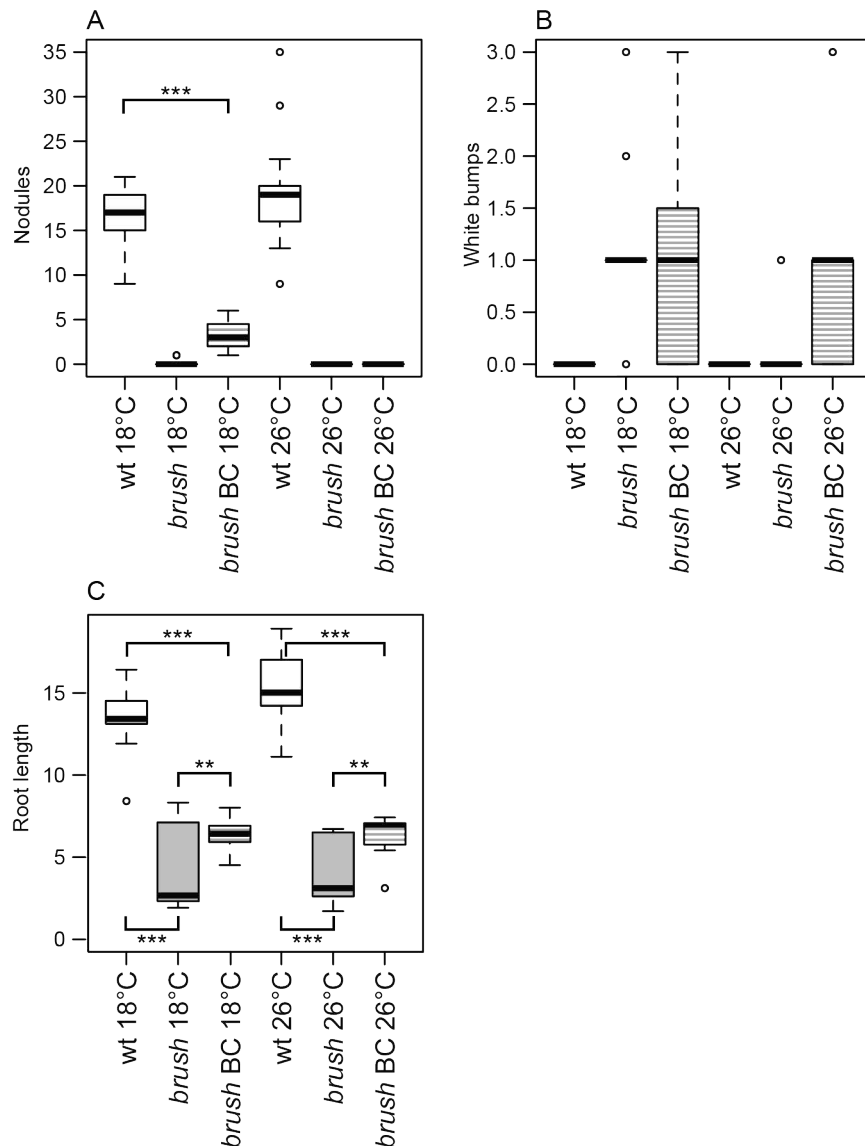 A
Nodules
35
30
25
20
15
10
5
0
***
wt 18°C
brush 18°C
brush BC 18°C
wt 26°C
brush 26°C
brush BC 26°C
B
White bumps
3.0
2.5
2.0
1.5
1.0
0.5
0.0
wt 18°C
brush 18°C
brush BC 18°C
wt 26°C
brush 26°C
brush BC 26°C
C
Root length
15
10
5
0
***
***
**
**
***
***
wt 18°C
brush 18°C
brush BC 18°C
wt 26°C
brush 26°C
brush BC 26°C